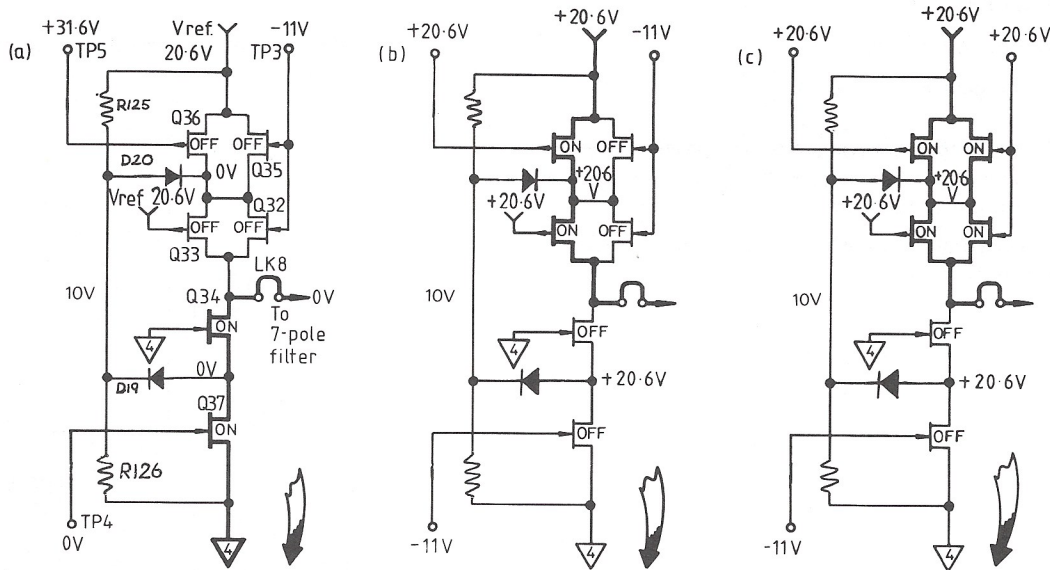 (a)
+31.6V
TP5
Vref.
20·6V
-11V
TP3
R125
Q36
OFF
OFF
Q35
D20
0V
Vref 20·6V
Q32
OFF
OFF
Q33
LK8
10V
Q34
0V
ON
To
7-pole
filter
4
0V
D19
Q37
ON
R126
TP4
0V
4
(b)
+20·6V
+20·6V
-11V
ON
OFF
+20·6
V
+20·6V
ON
OFF
10V
OFF
4
+20·6V
OFF
-11V
4
(c)
+20·6V
+20·6V
+20·6V
ON
ON
+20·6
V
+20·6V
ON
ON
10V
OFF
4
+20·6V
OFF
-11V
4